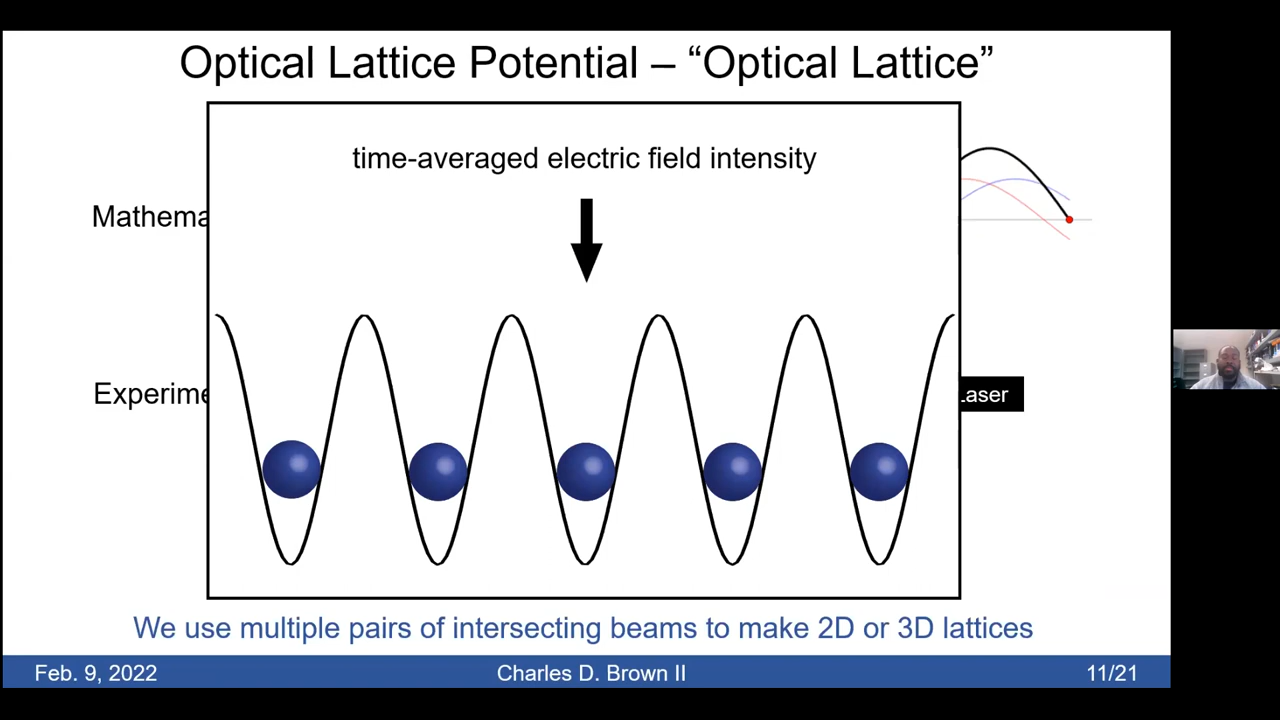 Optical Lattice Potential – “Optical Lattice”
time-averaged electric field intensity
Mathema
Experime
Laser
We use multiple pairs of intersecting beams to make 2D or 3D lattices
Feb. 9, 2022
Charles D. Brown II
11/21